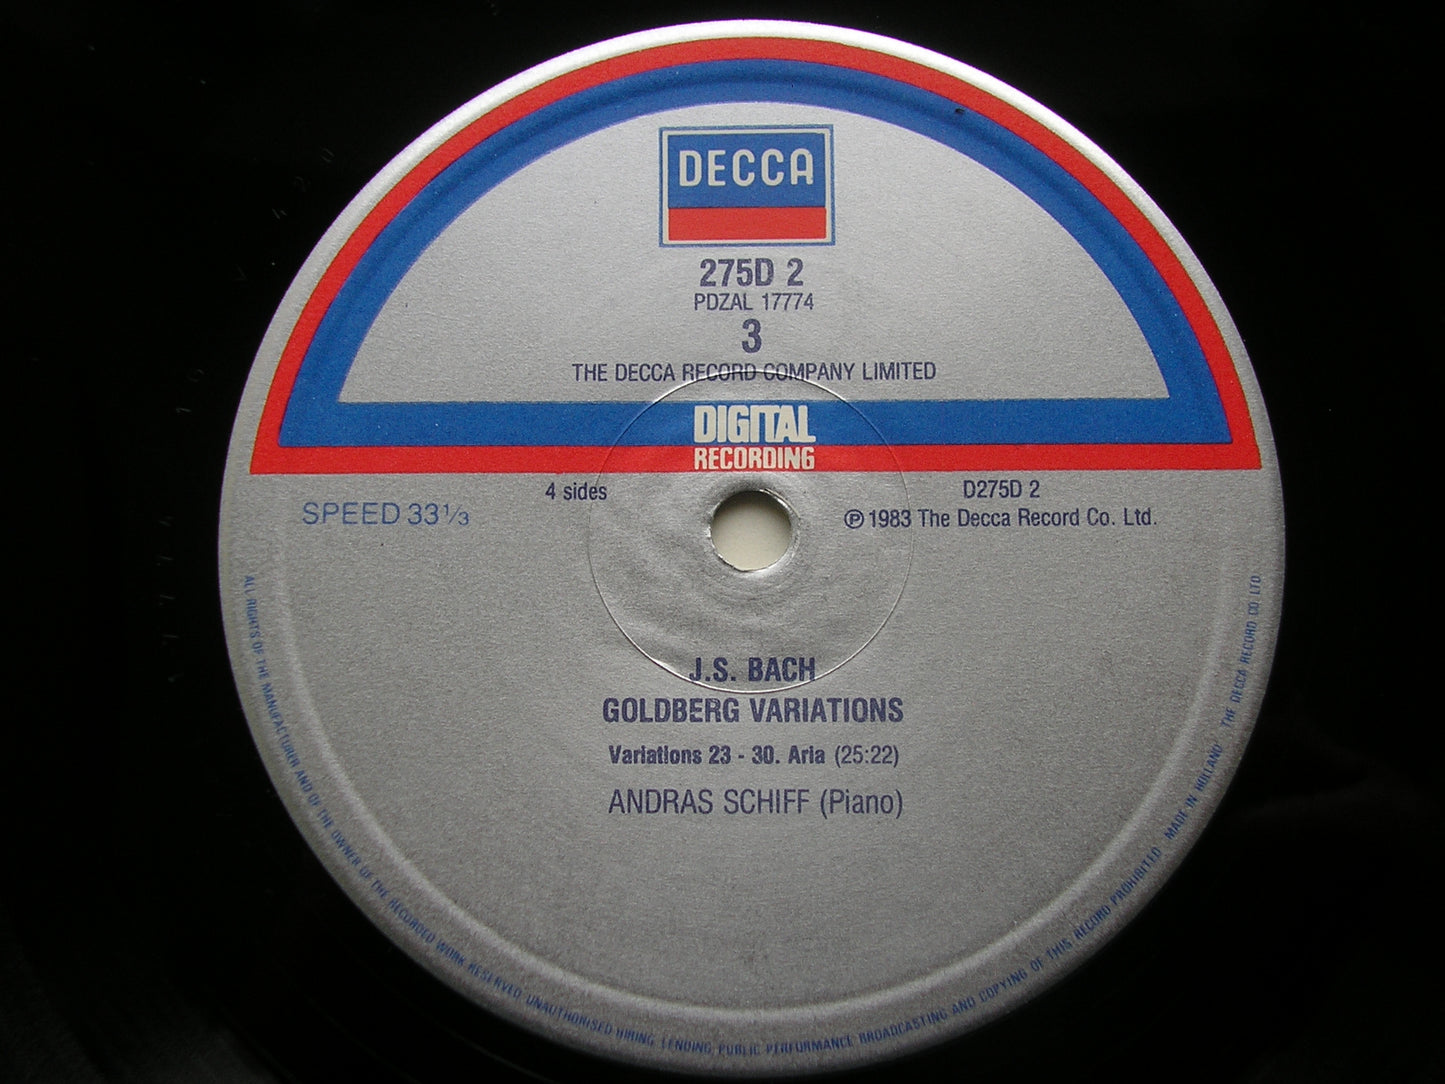 DECCA
275D 2
PDZAL 17774
3
THE DECCA RECORD COMPANY LIMITED
DIGITAL
RECORDING
4 sides
D275D 2
SPEED 33⅓
℗ 1983 The Decca Record Co. Ltd.
J.S. BACH
GOLDBERG VARIATIONS
Variations 23 - 30. Aria (25:22)
ANDRAS SCHIFF (Piano)
ALL RIGHTS OF THE MANUFACTURER AND OF THE OWNER OF THE RECORDED WORK RESERVED UNAUTHORISED HIRING, LENDING, PUBLIC PERFORMANCE BROADCASTING AND COPYING OF THIS RECORD PROHIBITED MADE IN HOLLAND THE DECCA RECORD CO LTD